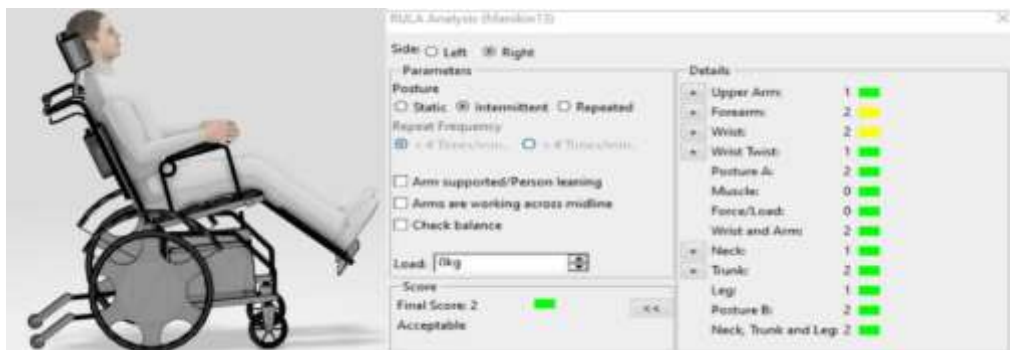 RULA Analysis (Manikin13)
Side: Left Right
Parameters
Posture
Static Intermittent Repeated
Repeat Frequency
Arm supported/Person leaning
Arms are working across midline
Check balance
Load: 0kg
Score
Final Score: 2
<<
Acceptable
Details
+ Upper Arm: 1
+ Forearm: 2
+ Wrist: 2
+ Wrist Twist: 1
Posture A: 2
Muscle: 0
Force/Load: 0
Wrist and Arm: 2
+ Neck: 1
+ Trunk: 2
Leg: 1
Posture B: 2
Neck, Trunk and Leg: 2